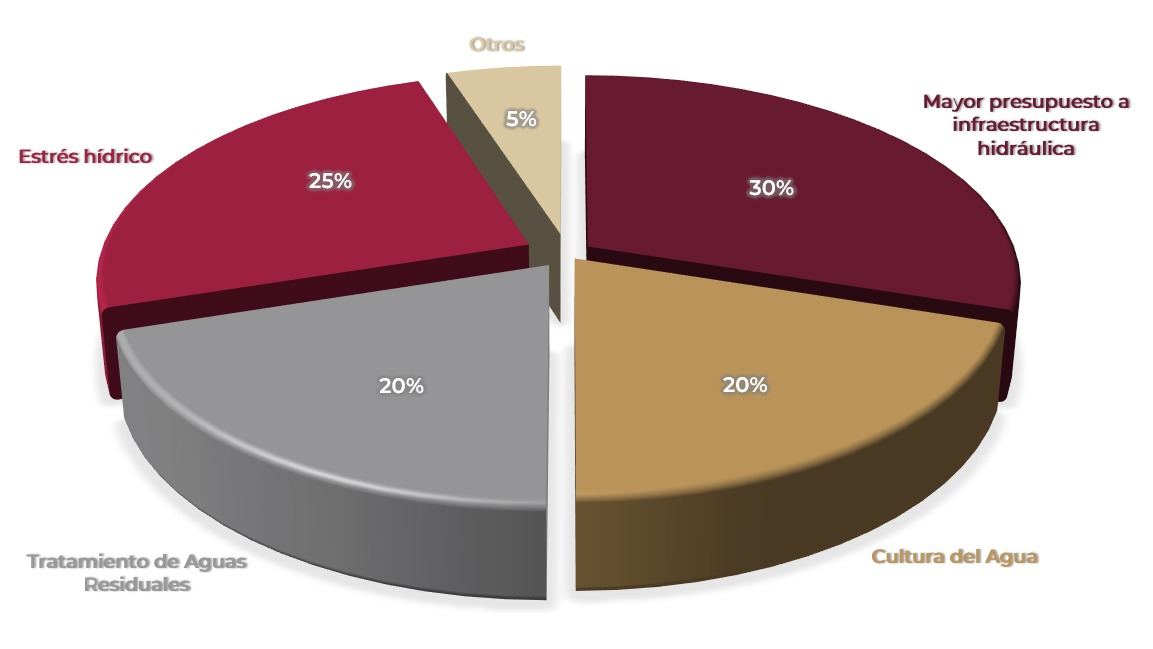 Otros
5%
Mayor presupuesto a
infraestructura
hidráulica
30%
Estrés hídrico
25%
20%
20%
Tratamiento de Aguas
Residuales
Cultura del Agua